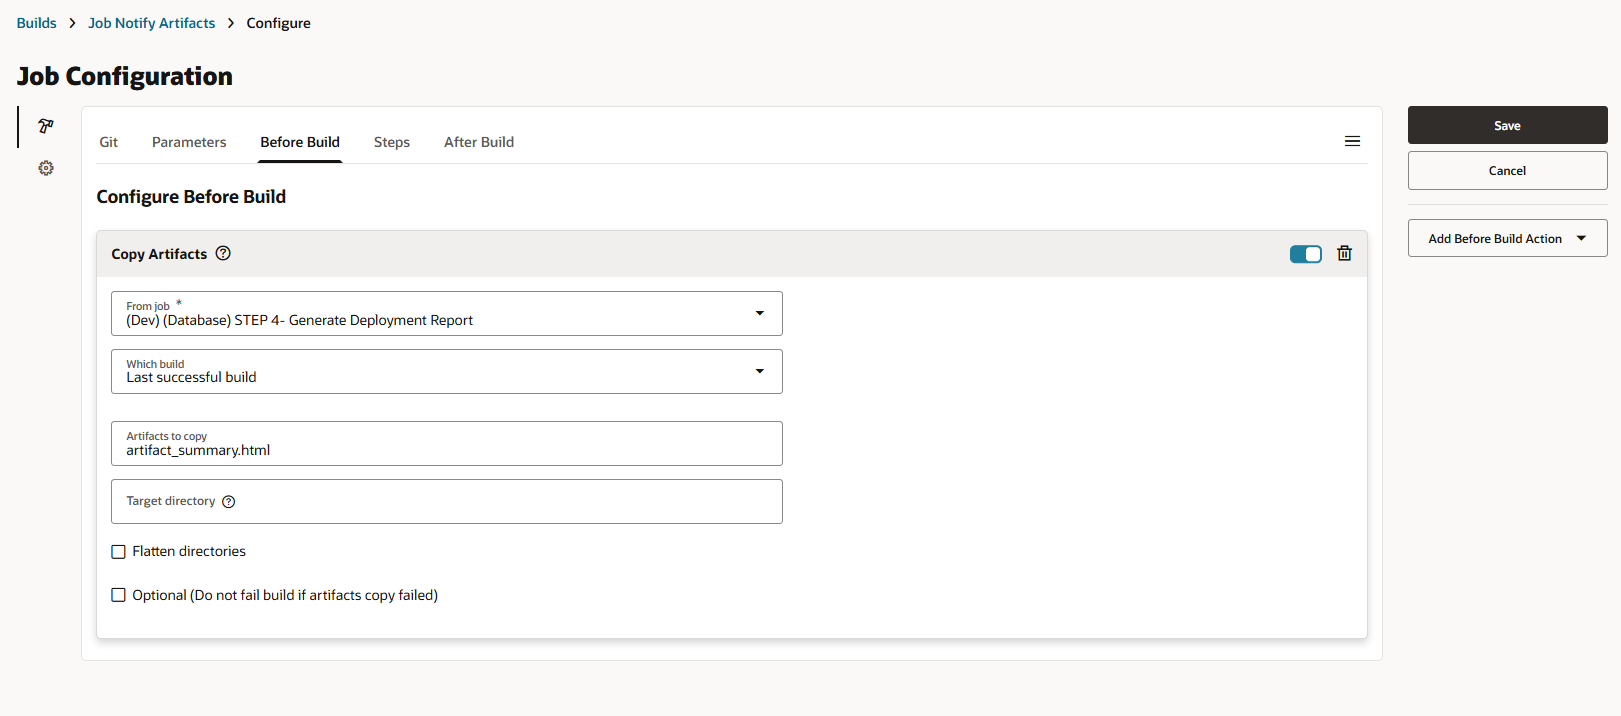 Builds > Job Notify Artifacts > Configure
Job Configuration
Git Parameters Before Build Steps After Build
Save
Cancel
Add Before Build Action
Configure Before Build
Copy Artifacts ?
From job *
(Dev) (Database) STEP 4- Generate Deployment Report
Which build
Last successful build
Artifacts to copy
artifact_summary.html
Target directory ?
Flatten directories
Optional (Do not fail build if artifacts copy failed)